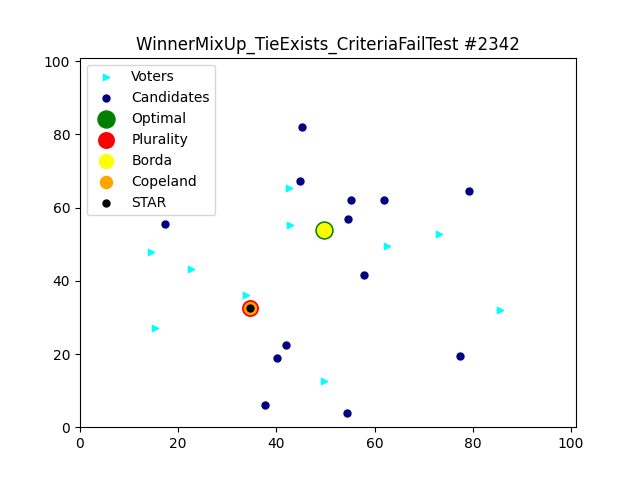 WinnerMixUp_TieExists_CriteriaFailTest #2342
100
80
60
40
20
0
Voters
Candidates
Optimal
Plurality
Borda
Copeland
STAR
0 20 40 60 80 100